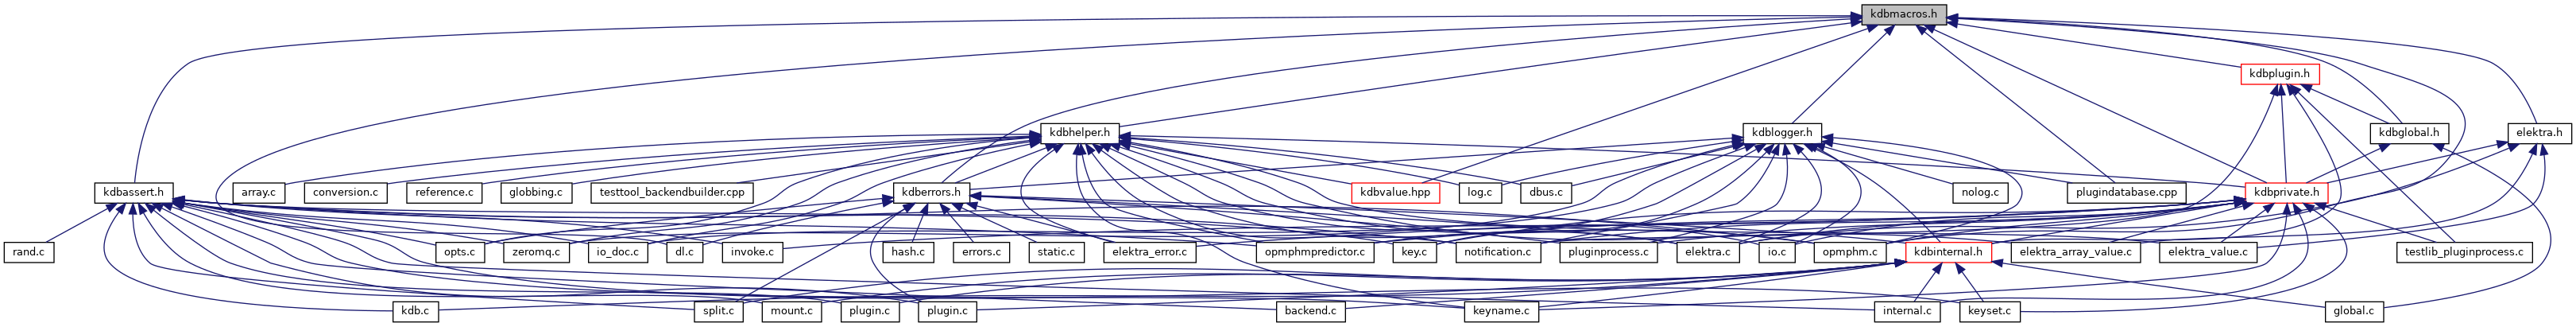 kdbmacros.h
kdbplugin.h
kdbhelper.h
kdblogger.h
kdbglobal.h
elektra.h
kdbassert.h
array.c
conversion.c
reference.c
globbing.c
testtool_backendbuilder.cpp
kdberrors.h
kdbvalue.hpp
log.c
dbus.c
nolog.c
plugindatabase.cpp
kdbprivate.h
rand.c
opts.c
zeromq.c
io_doc.c
dl.c
invoke.c
hash.c
errors.c
static.c
elektra_error.c
opmphmpredictor.c
key.c
notification.c
pluginprocess.c
elektra.c
io.c
opmphm.c
kdbinternal.h
elektra_array_value.c
elektra_value.c
testlib_pluginprocess.c
kdb.c
split.c
mount.c
plugin.c
plugin.c
backend.c
keyname.c
internal.c
keyset.c
global.c